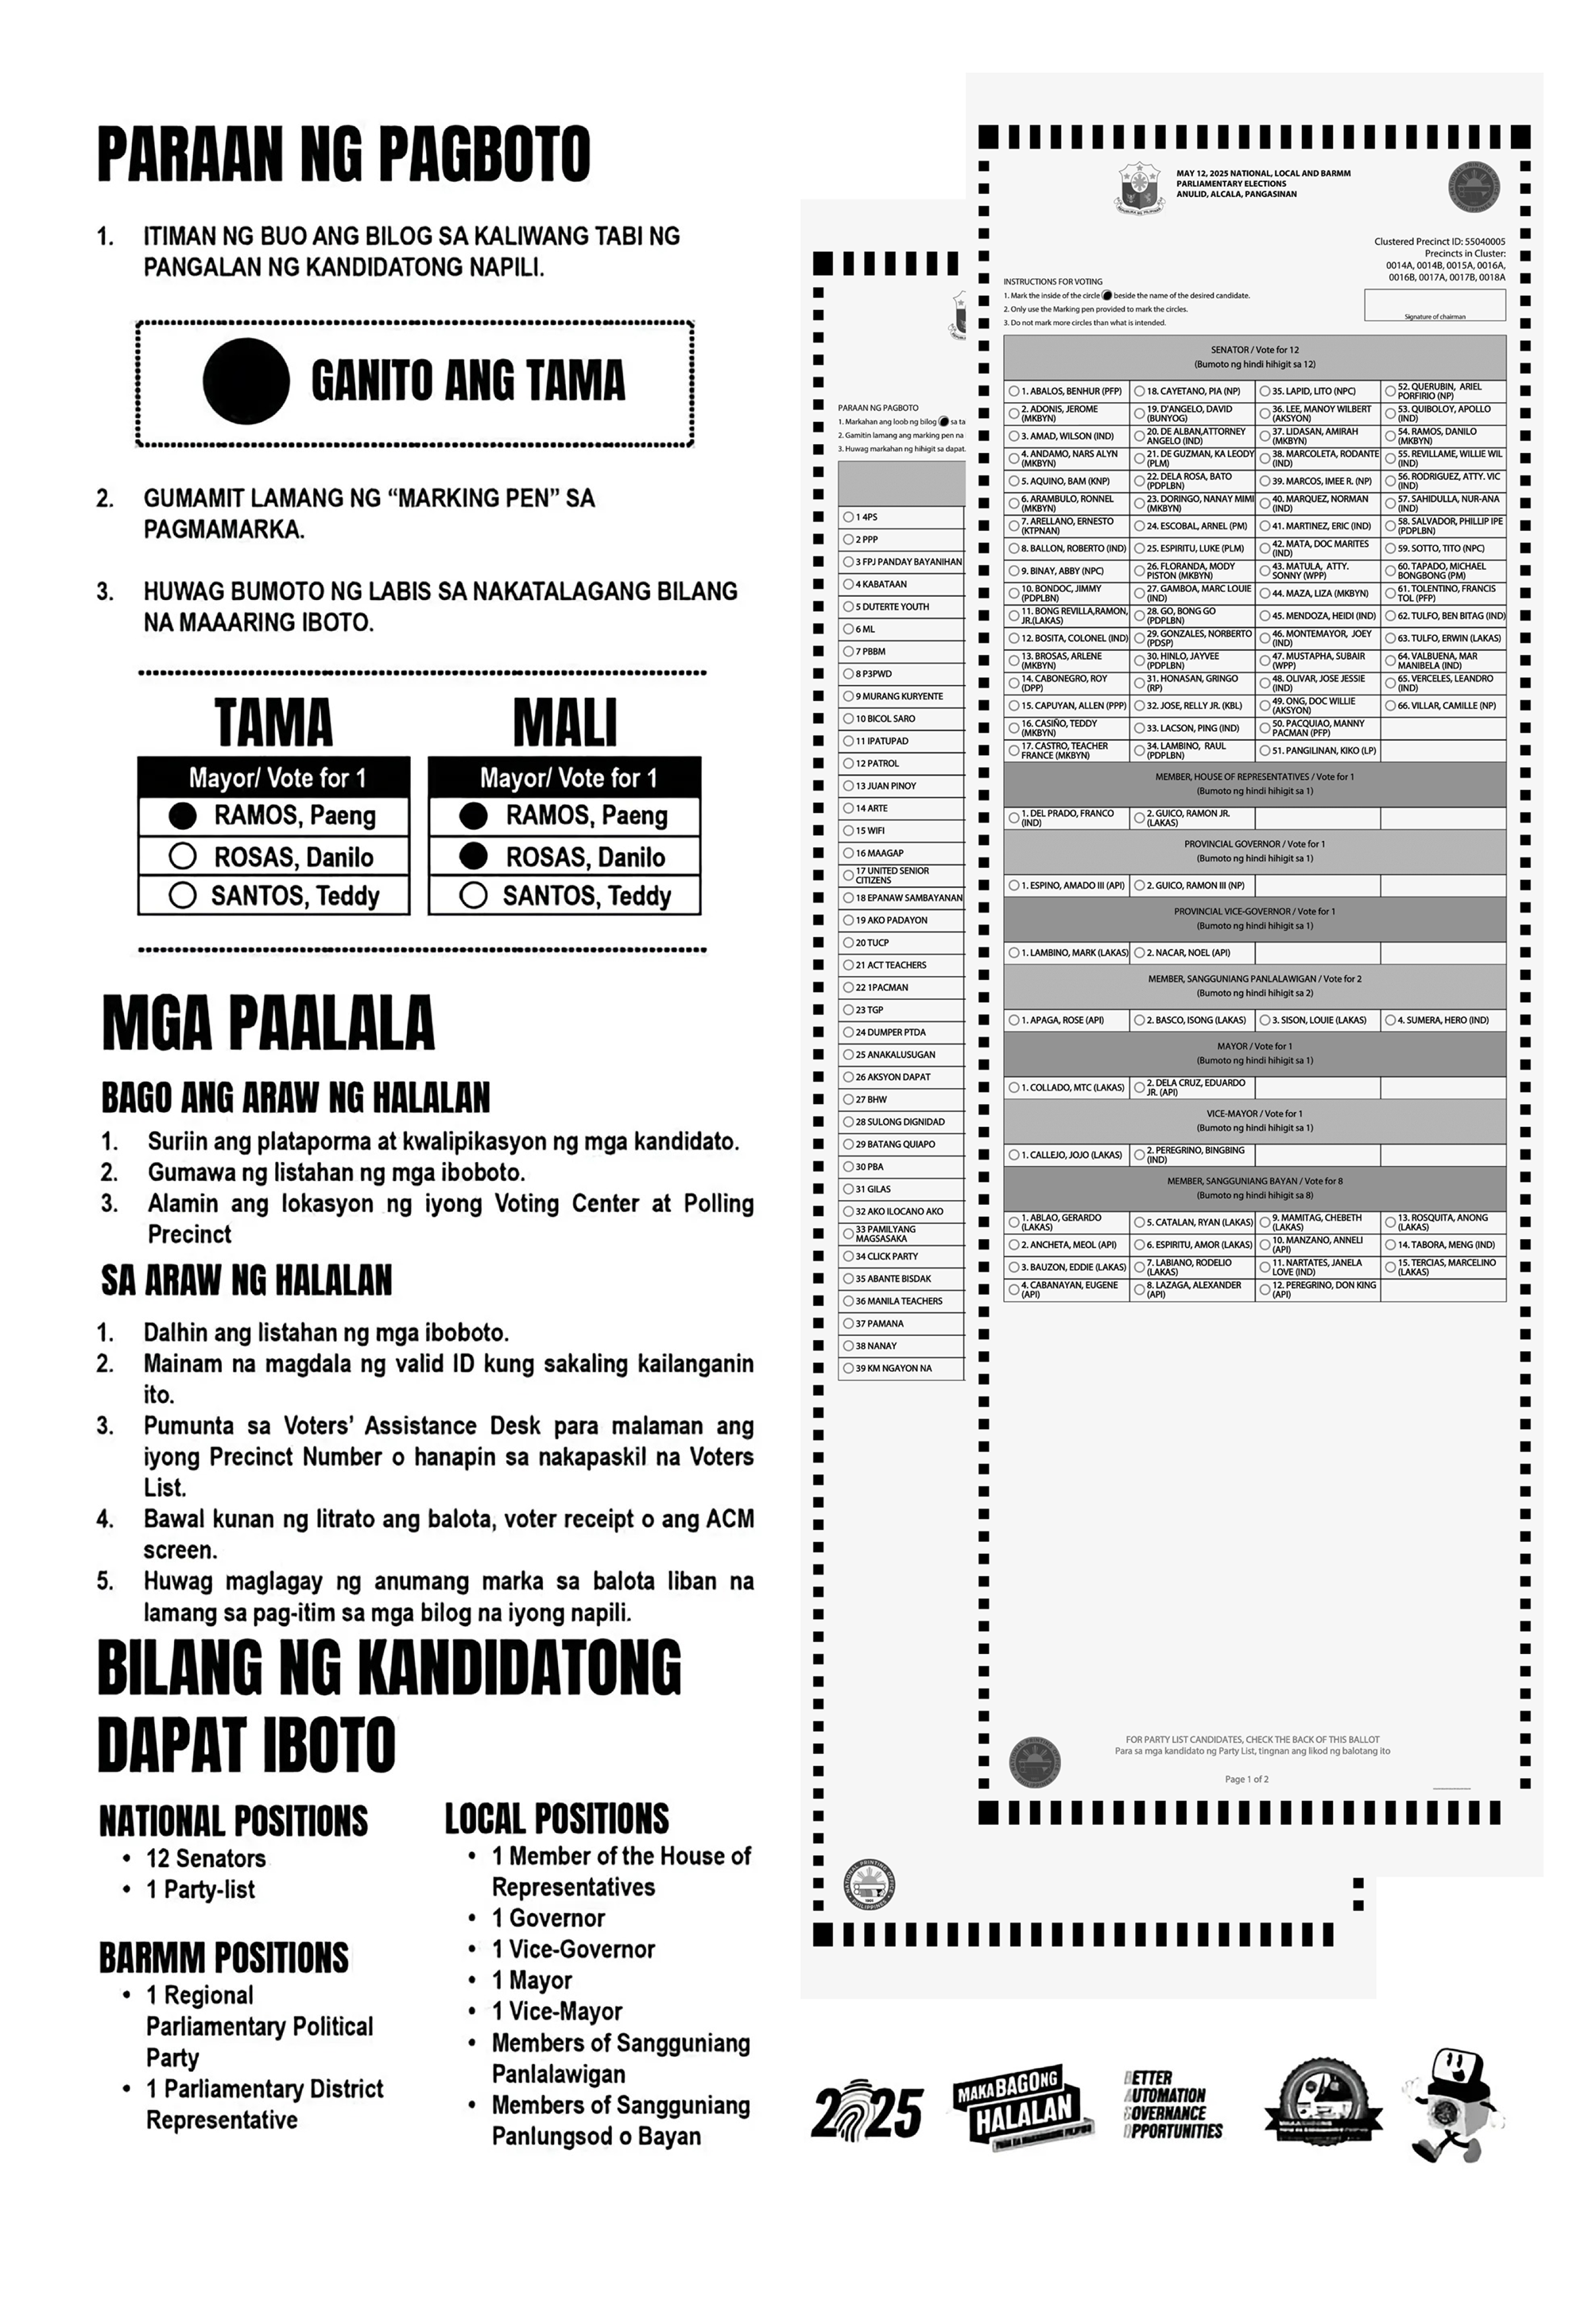 PARAAN NG PAGBOTO
1. ITIMAN NG BUO ANG BILOG SA KALIWANG TABI NG
PANGALAN NG KANDIDATONG NAPILI.
GANITO ANG TAMA
2. GUMAMIT LAMANG NG “MARKING PEN” SA
PAGMAMARKA.
3. HUWAG BUMOTO NG LABIS SA NAKATALAGANG BILANG
NA MAAARING IBOTO.
TAMA
Mayor/ Vote for 1
RAMOS, Paeng
ROSAS, Danilo
SANTOS, Teddy
MALI
Mayor/ Vote for 1
RAMOS, Paeng
ROSAS, Danilo
SANTOS, Teddy
MGA PAALALA
BAGO ANG ARAW NG HALALAN
1. Suriin ang plataporma at kwalipikasyon ng mga kandidato.
2. Gumawa ng listahan ng mga iboboto.
3. Alamin ang lokasyon ng iyong Voting Center at Polling
Precinct
SA ARAW NG HALALAN
1. Dalhin ang listahan ng mga iboboto.
2. Mainam na magdala ng valid ID kung sakaling kailanganin
ito.
3. Pumunta sa Voters’ Assistance Desk para malaman ang
iyong Precinct Number o hanapin sa nakapaskil na Voters
List.
4. Bawal kunan ng litrato ang balota, voter receipt o ang ACM
screen.
5. Huwag maglagay ng anumang marka sa balota liban na
lamang sa pag-itim sa mga bilog na iyong napili.
BILANG NG KANDIDATONG
DAPAT IBOTO
NATIONAL POSITIONS
• 12 Senators
• 1 Party-list
BARMM POSITIONS
• 1 Regional
Parliamentary Political
Party
• 1 Parliamentary District
Representative
LOCAL POSITIONS
• 1 Member of the House of
Representatives
• 1 Governor
• 1 Vice-Governor
• 1 Mayor
• 1 Vice-Mayor
• Members of Sangguniang
Panlalawigan
• Members of Sangguniang
Panlungsod o Bayan
PARAAN NG PAGBOTO
1. Markahan ang loob ng bilog sa ta
2. Gamitin lamang ang marking pen na
3. Huwag markahan ng hihigit sa dapat.
1 4PS
2 PPP
3 FPJ PANDAY BAYANIHAN
4 KABATAAN
5 DUTERTE YOUTH
6 ML
7 PBBM
8 P3PWD
9 MURANG KURYENTE
10 BICOL SARO
11 IPATUPAD
12 PATROL
13 JUAN PINOY
14 ARTE
15 WIFI
16 MAAGAP
17 UNITED SENIOR
CITIZENS
18 EPANAW SAMBAYANAN
19 AKO PADAYON
20 TUCP
21 ACT TEACHERS
22 1PACMAN
23 TGP
24 DUMPER PTDA
25 ANAKALUSUGAN
26 AKSYON DAPAT
27 BHW
28 SULONG DIGNIDAD
29 BATANG QUIAPO
30 PBA
31 GILAS
32 AKO ILOCANO AKO
33 PAMILYANG
MAGSASAKA
34 CLICK PARTY
35 ABANTE BISDAK
36 MANILA TEACHERS
37 PAMANA
38 NANAY
39 KM NGAYON NA
MAY 12, 2025 NATIONAL, LOCAL AND BARMM
PARLIAMENTARY ELECTIONS
ANULID, ALCALA, PANGASINAN
Clustered Precinct ID: 55040005
Precincts in Cluster:
0014A, 0014B, 0015A, 0016A,
0016B, 0017A, 0017B, 0018A
INSTRUCTIONS FOR VOTING
1. Mark the inside of the circle beside the name of the desired candidate.
2. Only use the Marking pen provided to mark the circles.
3. Do not mark more circles than what is intended.
Signature of chairman
SENATOR / Vote for 12
(Bumoto ng hindi hihigit sa 12)
1. ABALOS, BENHUR (PFP)
2. ADONIS, JEROME
(MKBYN)
3. AMAD, WILSON (IND)
4. ANDAMO, NARS ALYN
(MKBYN)
5. AQUINO, BAM (KNP)
6. ARAMBULO, RONNEL
(MKBYN)
7. ARELLANO, ERNESTO
(KTPNAN)
8. BALLON, ROBERTO (IND)
9. BINAY, ABBY (NPC)
10. BONDOC, JIMMY
(PDPLBN)
11. BONG REVILLA,RAMON,
JR.(LAKAS)
12. BOSITA, COLONEL (IND)
13. BROSAS, ARLENE
(MKBYN)
14. CABONEGRO, ROY
(DPP)
15. CAPUYAN, ALLEN (PPP)
16. CASIÑO, TEDDY
(MKBYN)
17. CASTRO, TEACHER
FRANCE (MKBYN)
18. CAYETANO, PIA (NP)
19. D'ANGELO, DAVID
(BUNYOG)
20. DE ALBAN,ATTORNEY
ANGELO (IND)
21. DE GUZMAN, KA LEODY
(PLM)
22. DELA ROSA, BATO
(PDPLBN)
23. DORINGO, NANAY MIMI
(MKBYN)
24. ESCOBAL, ARNEL (PM)
25. ESPIRITU, LUKE (PLM)
26. FLORANDA, MODY
PISTON (MKBYN)
27. GAMBOA, MARC LOUIE
(IND)
28. GO, BONG GO
(PDPLBN)
29. GONZALES, NORBERTO
(PDSP)
30. HINLO, JAYVEE
(PDPLBN)
31. HONASAN, GRINGO
(RP)
32. JOSE, RELLY JR. (KBL)
33. LACSON, PING (IND)
34. LAMBINO, RAUL
(PDPLBN)
35. LAPID, LITO (NPC)
36. LEE, MANOY WILBERT
(AKSYON)
37. LIDASAN, AMIRAH
(MKBYN)
38. MARCOLETA, RODANTE
(IND)
39. MARCOS, IMEE R. (NP)
40. MARQUEZ, NORMAN
(IND)
41. MARTINEZ, ERIC (IND)
42. MATA, DOC MARITES
(IND)
43. MATULA, ATTY.
SONNY (WPP)
44. MAZA, LIZA (MKBYN)
45. MENDOZA, HEIDI (IND)
46. MONTEMAYOR, JOEY
(IND)
47. MUSTAPHA, SUBAIR
(WPP)
48. OLIVAR, JOSE JESSIE
(IND)
49. ONG, DOC WILLIE
(AKSYON)
50. PACQUIAO, MANNY
PACMAN (PFP)
51. PANGILINAN, KIKO (LP)
52. QUERUBIN, ARIEL
PORFIRIO (NP)
53. QUIBOLOY, APOLLO
(IND)
54. RAMOS, DANILO
(MKBYN)
55. REVILLAME, WILLIE WIL
(IND)
56. RODRIGUEZ, ATTY. VIC
(IND)
57. SAHIDULLA, NUR-ANA
(IND)
58. SALVADOR, PHILLIP IPE
(PDPLBN)
59. SOTTO, TITO (NPC)
60. TAPADO, MICHAEL
BONGBONG (PM)
61. TOLENTINO, FRANCIS
TOL (PFP)
62. TULFO, BEN BITAG (IND)
63. TULFO, ERWIN (LAKAS)
64. VALBUENA, MAR
MANIBELA (IND)
65. VERCELES, LEANDRO
(IND)
66. VILLAR, CAMILLE (NP)
MEMBER, HOUSE OF REPRESENTATIVES / Vote for 1
(Bumoto ng hindi hihigit sa 1)
1. DEL PRADO, FRANCO
(IND)
2. GUICO, RAMON JR.
(LAKAS)
PROVINCIAL GOVERNOR / Vote for 1
(Bumoto ng hindi hihigit sa 1)
1. ESPINO, AMADO III (API)
2. GUICO, RAMON III (NP)
PROVINCIAL VICE-GOVERNOR / Vote for 1
(Bumoto ng hindi hihigit sa 1)
1. LAMBINO, MARK (LAKAS)
2. NACAR, NOEL (API)
MEMBER, SANGGUNIANG PANLALAWIGAN / Vote for 2
(Bumoto ng hindi hihigit sa 2)
1. APAGA, ROSE (API)
2. BASCO, ISONG (LAKAS)
3. SISON, LOUIE (LAKAS)
4. SUMERA, HERO (IND)
MAYOR / Vote for 1
(Bumoto ng hindi hihigit sa 1)
1. COLLADO, MTC (LAKAS)
2. DELA CRUZ, EDUARDO
JR. (API)
VICE-MAYOR / Vote for 1
(Bumoto ng hindi hihigit sa 1)
1. CALLEJO, JOJO (LAKAS)
2. PEREGRINO, BINGBING
(IND)
MEMBER, SANGGUNIANG BAYAN / Vote for 8
(Bumoto ng hindi hihigit sa 8)
1. ABLAO, GERARDO
(LAKAS)
2. ANCHETA, MEOL (API)
3. BAUZON, EDDIE (LAKAS)
4. CABANAYAN, EUGENE
(API)
5. CATALAN, RYAN (LAKAS)
6. ESPIRITU, AMOR (LAKAS)
7. LABIANO, RODELIO
(LAKAS)
8. LAZAGA, ALEXANDER
(API)
9. MAMITAG, CHEBETH
(LAKAS)
10. MANZANO, ANNELI
(API)
11. NARTATES, JANELA
LOVE (IND)
12. PEREGRINO, DON KING
(API)
13. ROSQUITA, ANONG
(LAKAS)
14. TABORA, MENG (IND)
15. TERCIAS, MARCELINO
(LAKAS)
FOR PARTY LIST CANDIDATES, CHECK THE BACK OF THIS BALLOT
Para sa mga kandidato ng Party List, tingnan ang likod ng balotang ito
Page 1 of 2
2025
MAKABAGONG
HALALAN
BETTER
AUTOMATION
GOVERNANCE
OPPORTUNITIES